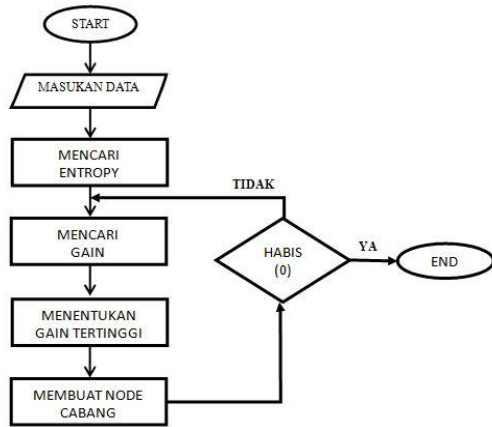 START
MASUKAN DATA
MENCARI
ENTROPY
TIDAK
MENCARI
GAIN
HABIS
(0)
YA
END
MENENTUKAN
GAIN TERTINGGI
MEMBUAT NODE
CABANG